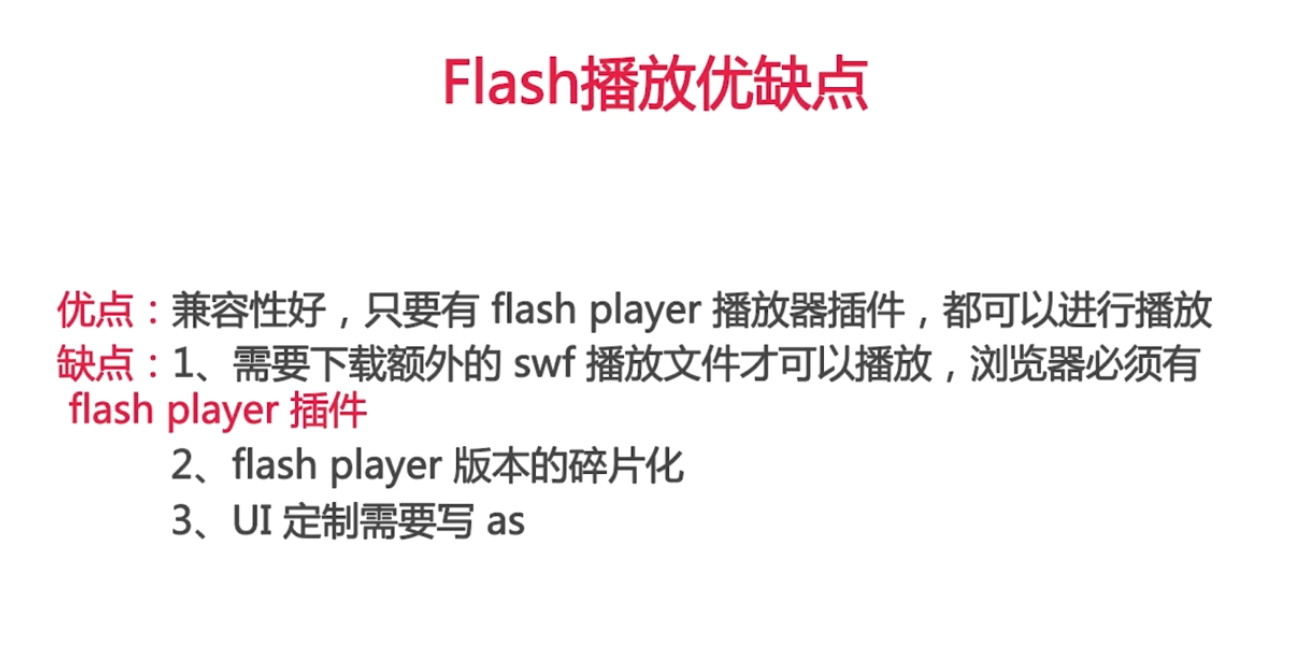 Flash播放优缺点
优点：兼容性好，只要有 flash player 播放器插件，都可以进行播放
缺点：1、需要下载额外的 swf 播放文件才可以播放，浏览器必须有
flash player 插件
2、flash player 版本的碎片化
3、UI 定制需要写 as